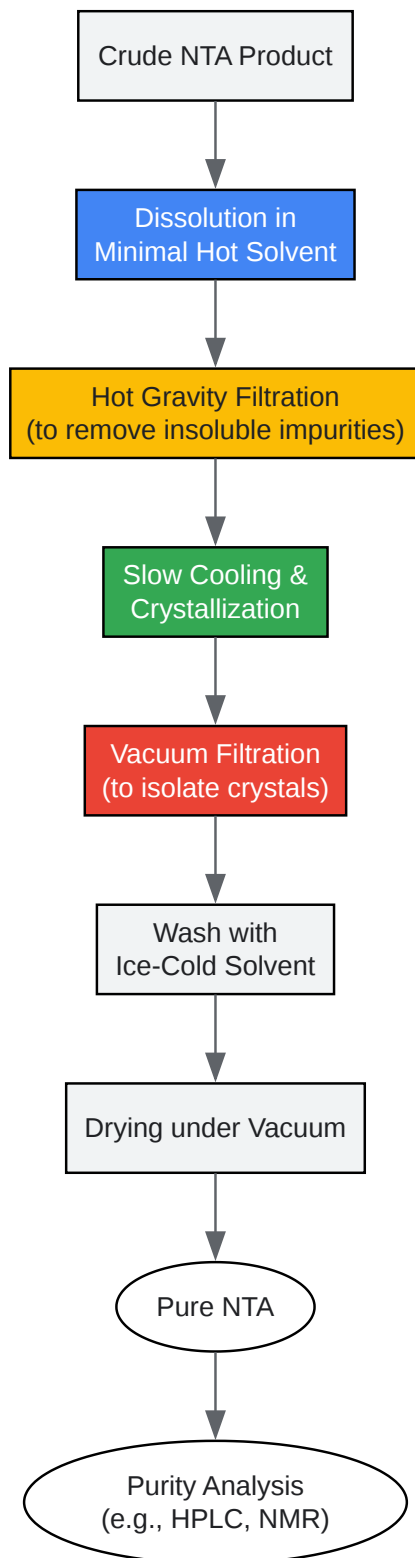 Crude NTA Product
Dissolution in
Minimal Hot Solvent
Hot Gravity Filtration
(to remove insoluble impurities)
Slow Cooling &
Crystallization
Vacuum Filtration
(to isolate crystals)
Wash with
Ice-Cold Solvent
Drying under Vacuum
Pure NTA
Purity Analysis
(e.g., HPLC, NMR)